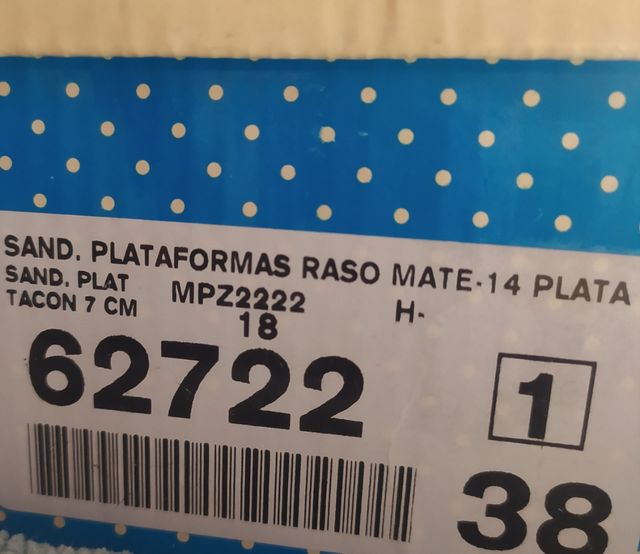 SAND. PLATAFORMAS RASO MATE-14 PLATA
SAND. PLAT MPZ2222 H-
TACON 7 CM 18
62722 1
38